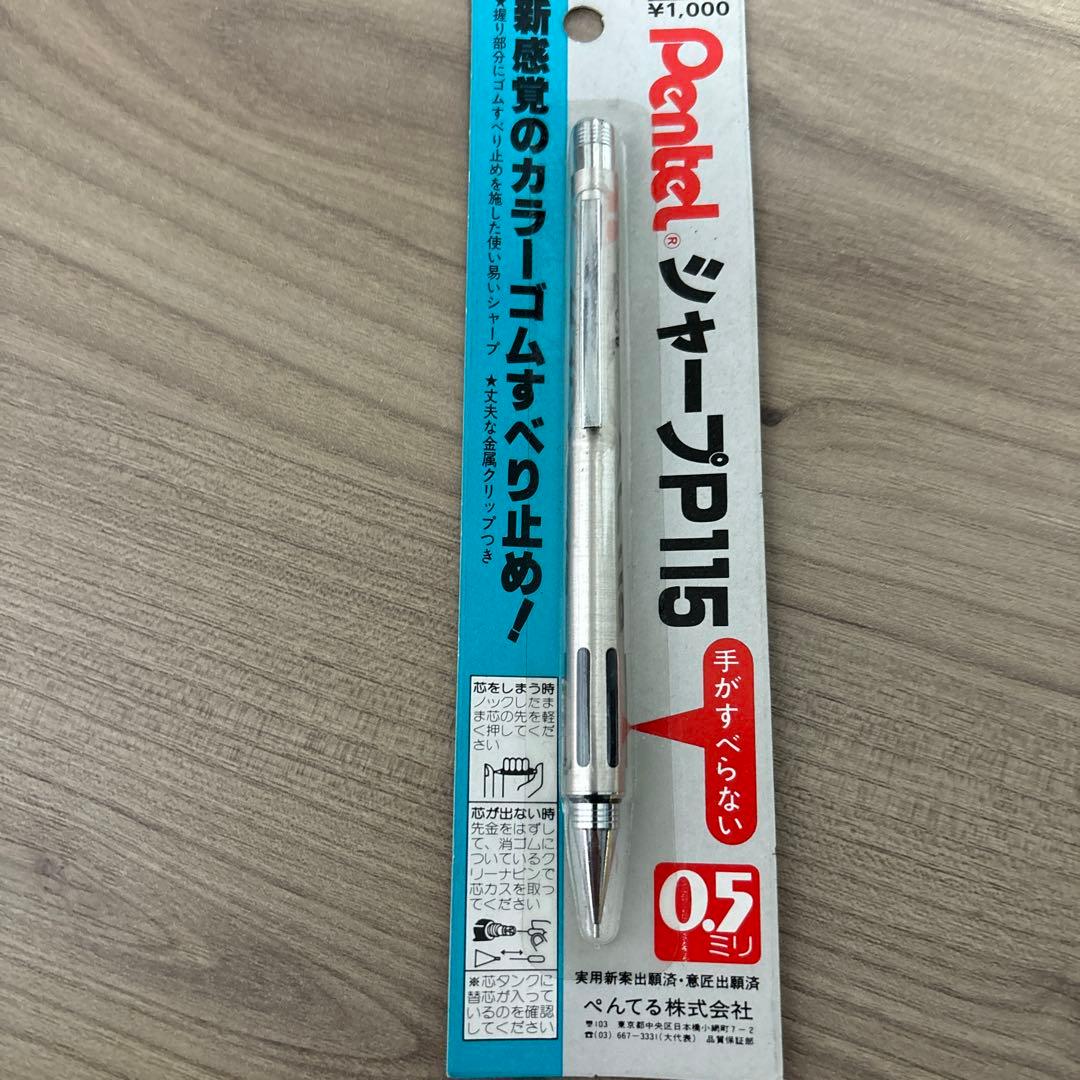 ¥1,000
Pentel®
シャープP115
新感覚のカラーゴムすべり止め!
★握り部分にゴムすべり止めを施した使い易いシャープ ★丈夫な金属クリップつき
手がすべらない
芯をしまう時
ノックしたま
ま芯の先を軽
く押してくだ
さい
芯が出ない時
先金をはずし
て、消ゴムに
ついているク
リーナピンで
芯カスを取っ
てください
※芯タンクに
替芯が入って
いるのを確認
してください
0.5
ミリ
実用新案出願済・意匠出願済
ぺんてる株式会社
〒103 東京都中央区日本橋小網町7-2
☎(03) 667-3331(大代表) 品質保証部